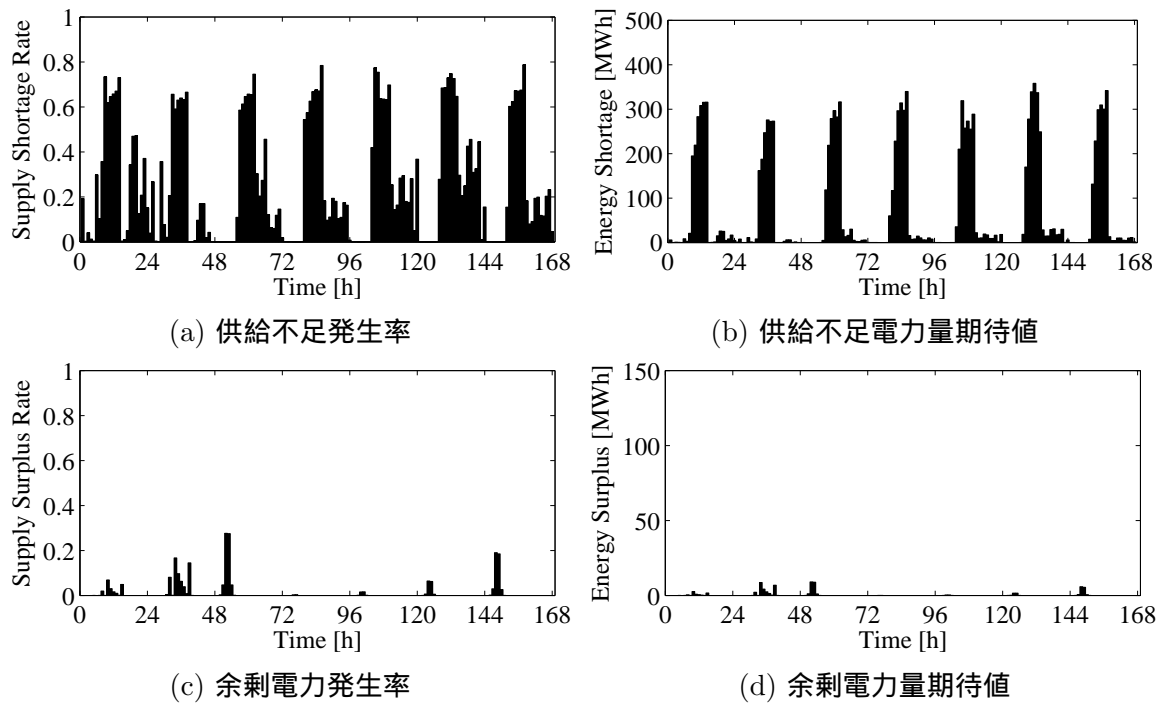 1
0.8
0.6
0.4
0.2
0
Supply Shortage Rate
0 24 48 72 96 120 144 168
Time [h]
(a) 供給不足発生率
500
400
300
200
100
0
Energy Shortage [MWh]
0 24 48 72 96 120 144 168
Time [h]
(b) 供給不足電力量期待値
1
0.8
0.6
0.4
0.2
0
Supply Surplus Rate
0 24 48 72 96 120 144 168
Time [h]
(c) 余剰電力発生率
150
100
50
0
Energy Surplus [MWh]
0 24 48 72 96 120 144 168
Time [h]
(d) 余剰電力量期待値